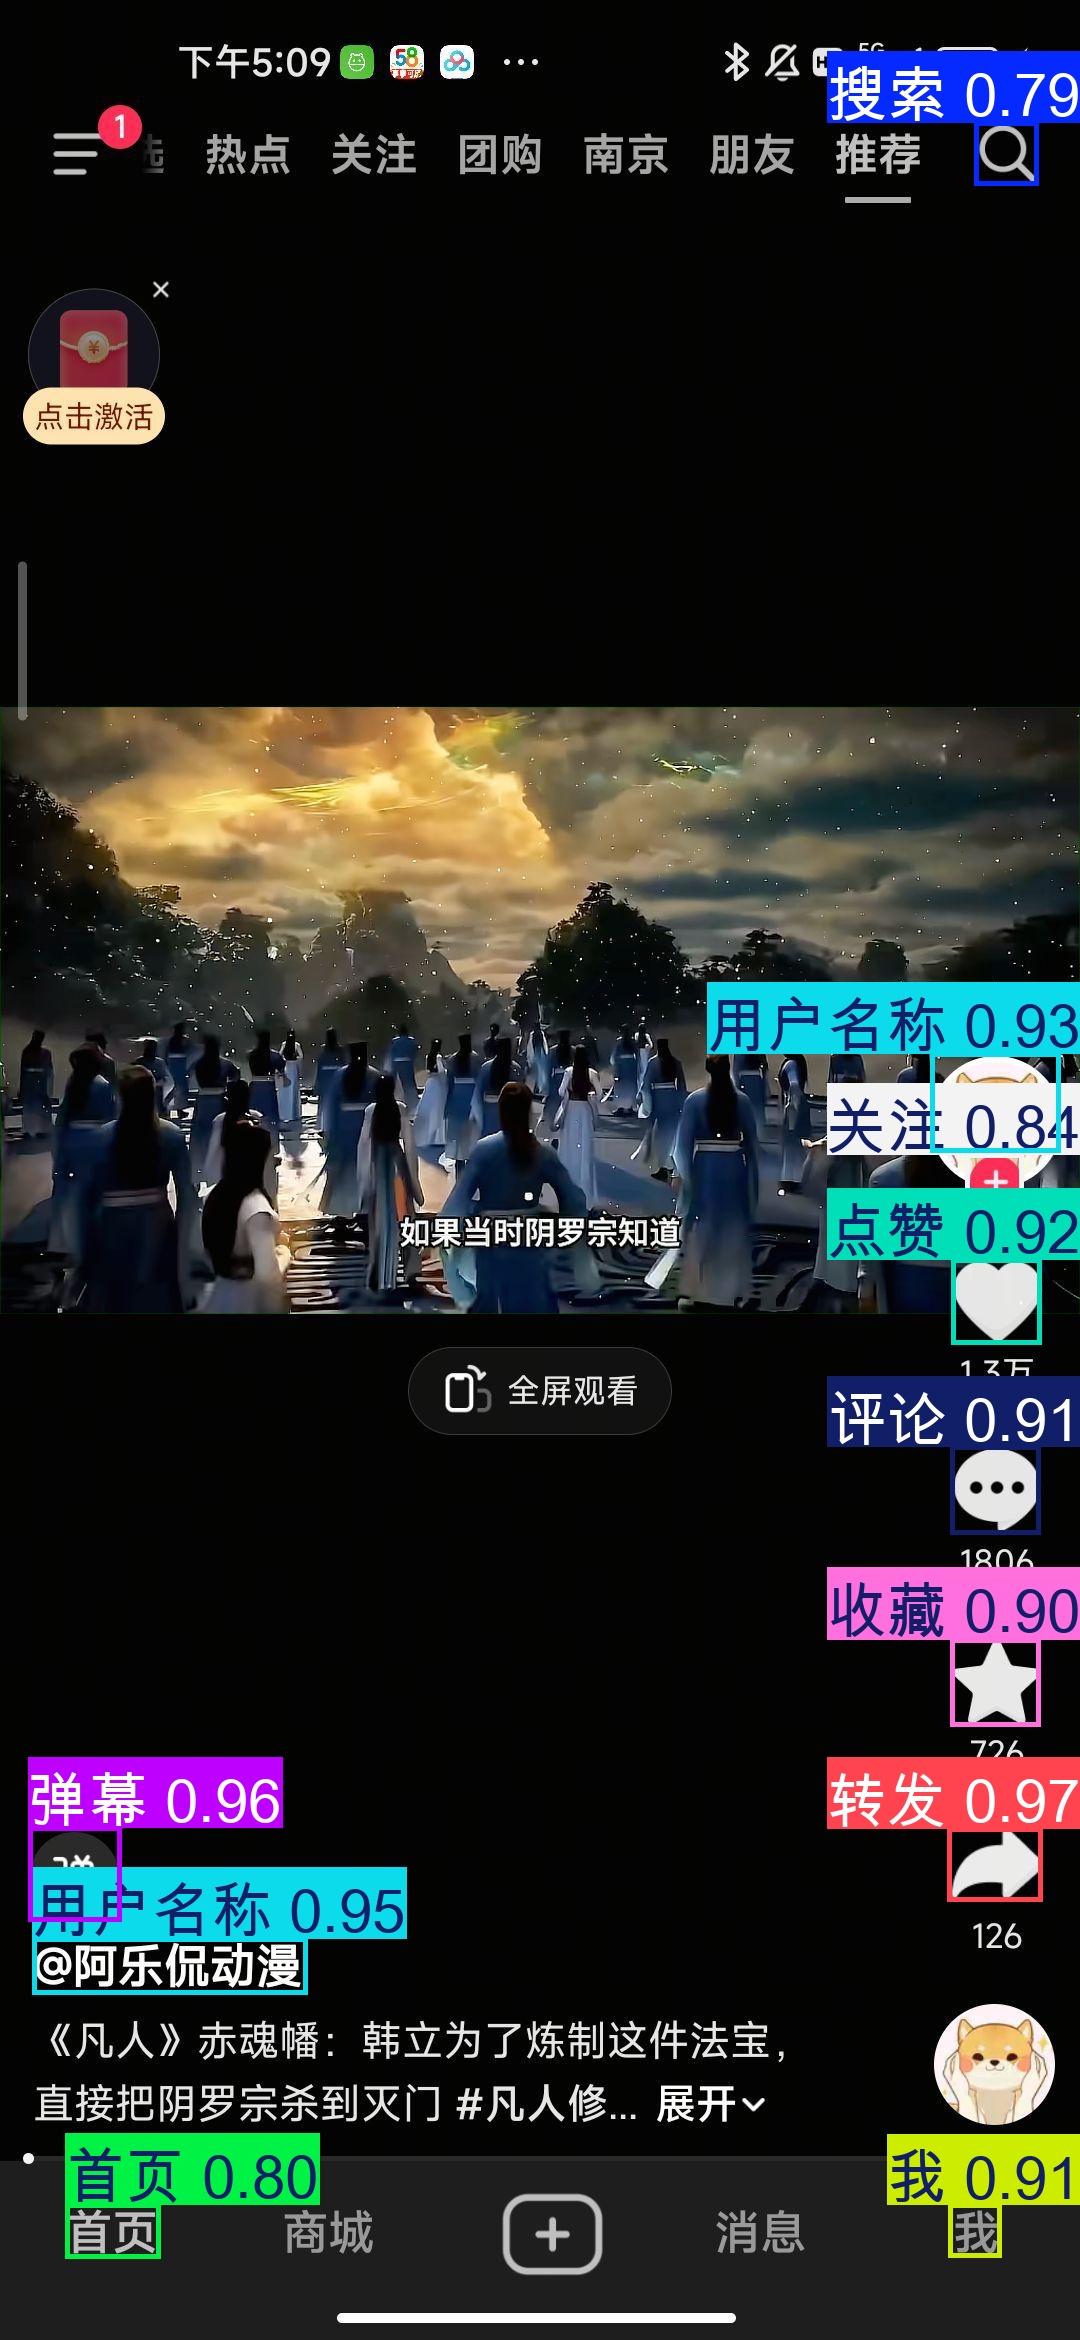 下午5:09
58
5G
搜索 0.79
1
热点 关注 团购 南京 朋友 推荐
点击激活
用户名称 0.93
关注 0.84
点赞 0.92
如果当时阴罗宗知道
1.3万
全屏观看
评论 0.91
1806
收藏 0.90
726
弹幕 0.96
转发 0.97
用户名称 0.95
@阿乐侃动漫
126
《凡人》赤魂幡：韩立为了炼制这件法宝，
直接把阴罗宗杀到灭门 #凡人修... 展开
首页 0.80
我 0.91
首页 商城 消息 我